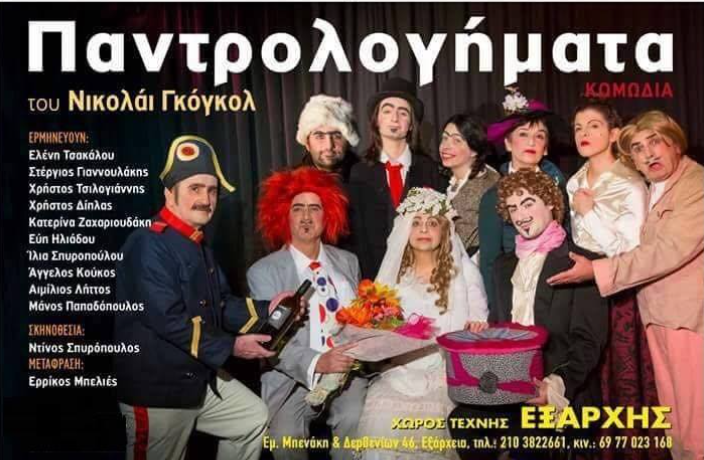 Παντρολογήματα
ΚΩΜΩΔΙΑ
του Νικολάι Γκόγκολ
ΕΡΜΗΝΕΥΟΥΝ:
Ελένη Τσακάλου
Στέργιος Γιαννουλάκης
Χρήστος Τσιλογιάννης
Χρήστος Δίπλας
Κατερίνα Ζαχαριουδάκη
Εύη Ηλιάδου
Ίλια Σπυροπούλου
Άγγελος Κούκος
Αιμίλιος Λήττος
Μάνος Παπαδόπουλος
ΣΚΗΝΟΘΕΣΙΑ:
Ντίνος Σπυρόπουλος
ΜΕΤΑΦΡΑΣΗ:
Ερρίκος Μπελιές
ΧΩΡΟΣ ΤΕΧΝΗΣ ΕΞΑΡΧΗΣ
Εμ. Μπενάκη & Δερβενίων 46, Εξάρχεια, τηλ.: 210 3822661, κιν.: 69 77 023 168